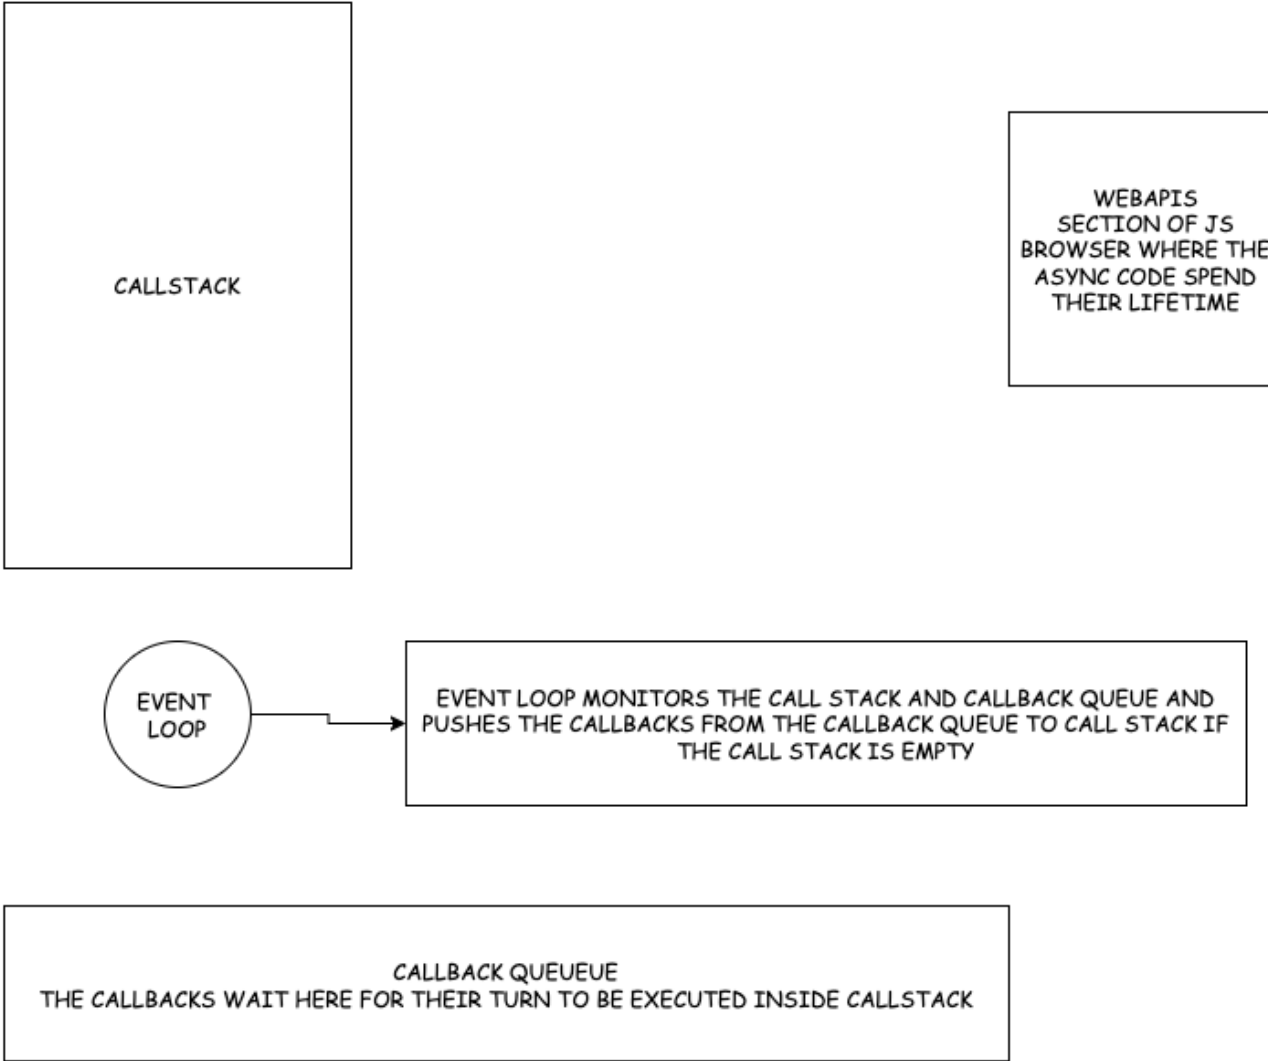 WEBAPIS
SECTION OF JS
BROWSER WHERE THE
ASYNC CODE SPEND
THEIR LIFETIME
CALLSTACK
EVENT
LOOP
EVENT LOOP MONITORS THE CALL STACK AND CALLBACK QUEUE AND
PUSHES THE CALLBACKS FROM THE CALLBACK QUEUE TO CALL STACK IF
THE CALL STACK IS EMPTY
CALLBACK QUEUEUE
THE CALLBACKS WAIT HERE FOR THEIR TURN TO BE EXECUTED INSIDE CALLSTACK